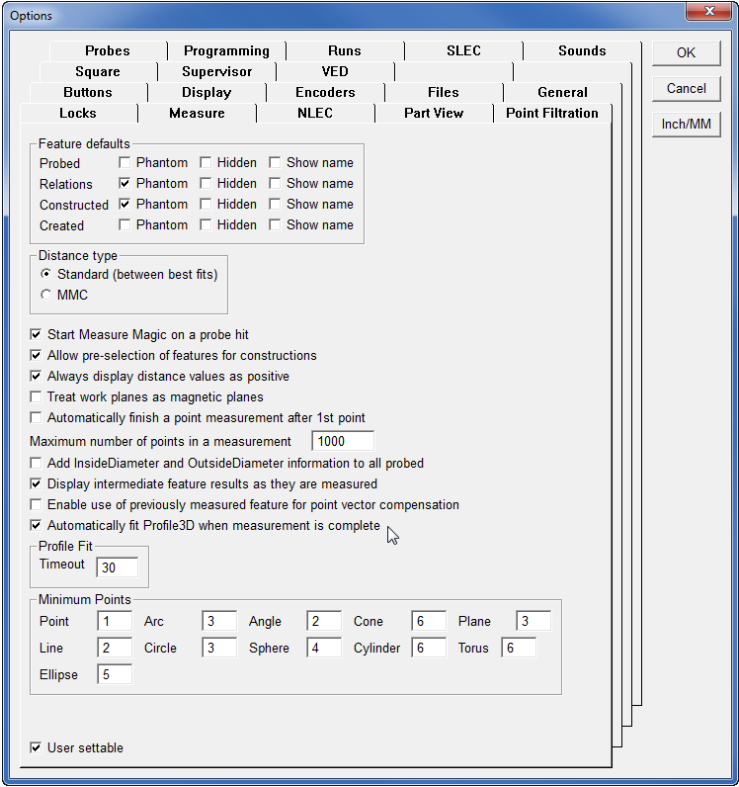 Options
Probes Programming Runs SLEC Sounds
OK
Square Supervisor VED
Buttons Display Encoders Files General
Cancel
Locks Measure NLEC Part View Point Filtration
Inch/MM
Feature defaults
Probed Phantom Hidden Show name
Relations Phantom Hidden Show name
Constructed Phantom Hidden Show name
Created Phantom Hidden Show name
Distance type
Standard (between best fits)
MMC
Start Measure Magic on a probe hit
Allow pre-selection of features for constructions
Always display distance values as positive
Treat work planes as magnetic planes
Automatically finish a point measurement after 1st point
Maximum number of points in a measurement 1000
Add InsideDiameter and OutsideDiameter information to all probed
Display intermediate feature results as they are measured
Enable use of previously measured feature for point vector compensation
Automatically fit Profile3D when measurement is complete
Profile Fit
Timeout 30
Minimum Points
Point 1 Arc 3 Angle 2 Cone 6 Plane 3
Line 2 Circle 3 Sphere 4 Cylinder 6 Torus 6
Ellipse 5
User settable